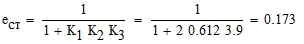 e_CT = 1 / (1 + K_1 K_2 K_3) = 1 / (1 + 2 0.612 3.9) = 0.173